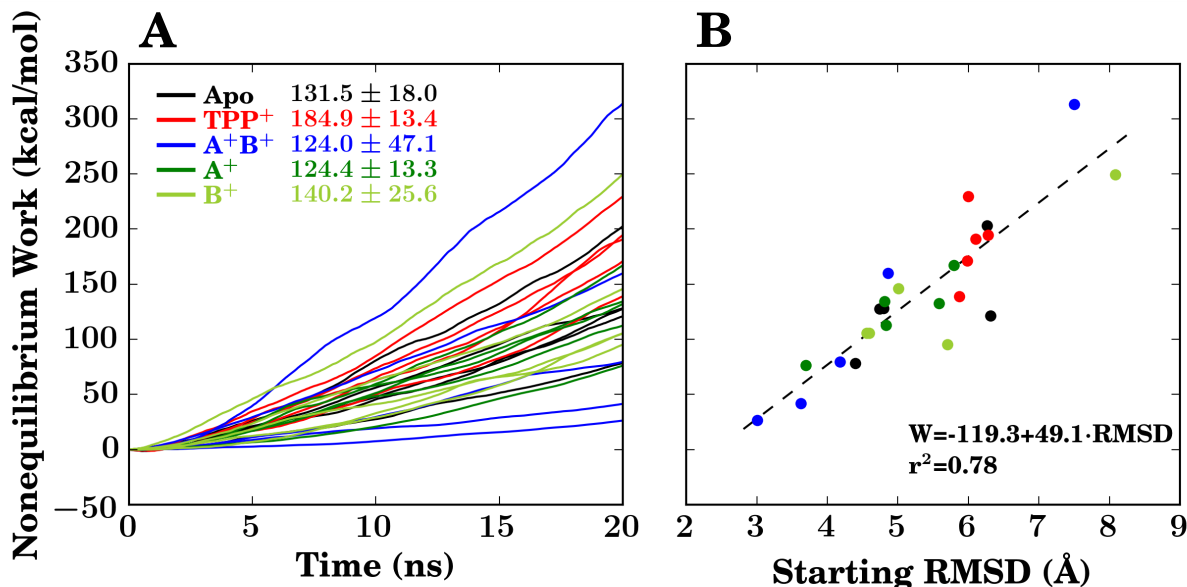 A
B
Nonequilibrium Work (kcal/mol)
350
300
250
200
150
100
50
0
−50
Apo 131.5 ± 18.0
TPP⁺ 184.9 ± 13.4
A⁺B⁺ 124.0 ± 47.1
A⁺ 124.4 ± 13.3
B⁺ 140.2 ± 25.6
0 5 10 15 20
Time (ns)
W=-119.3+49.1·RMSD
r²=0.78
2 3 4 5 6 7 8 9
Starting RMSD (Å)